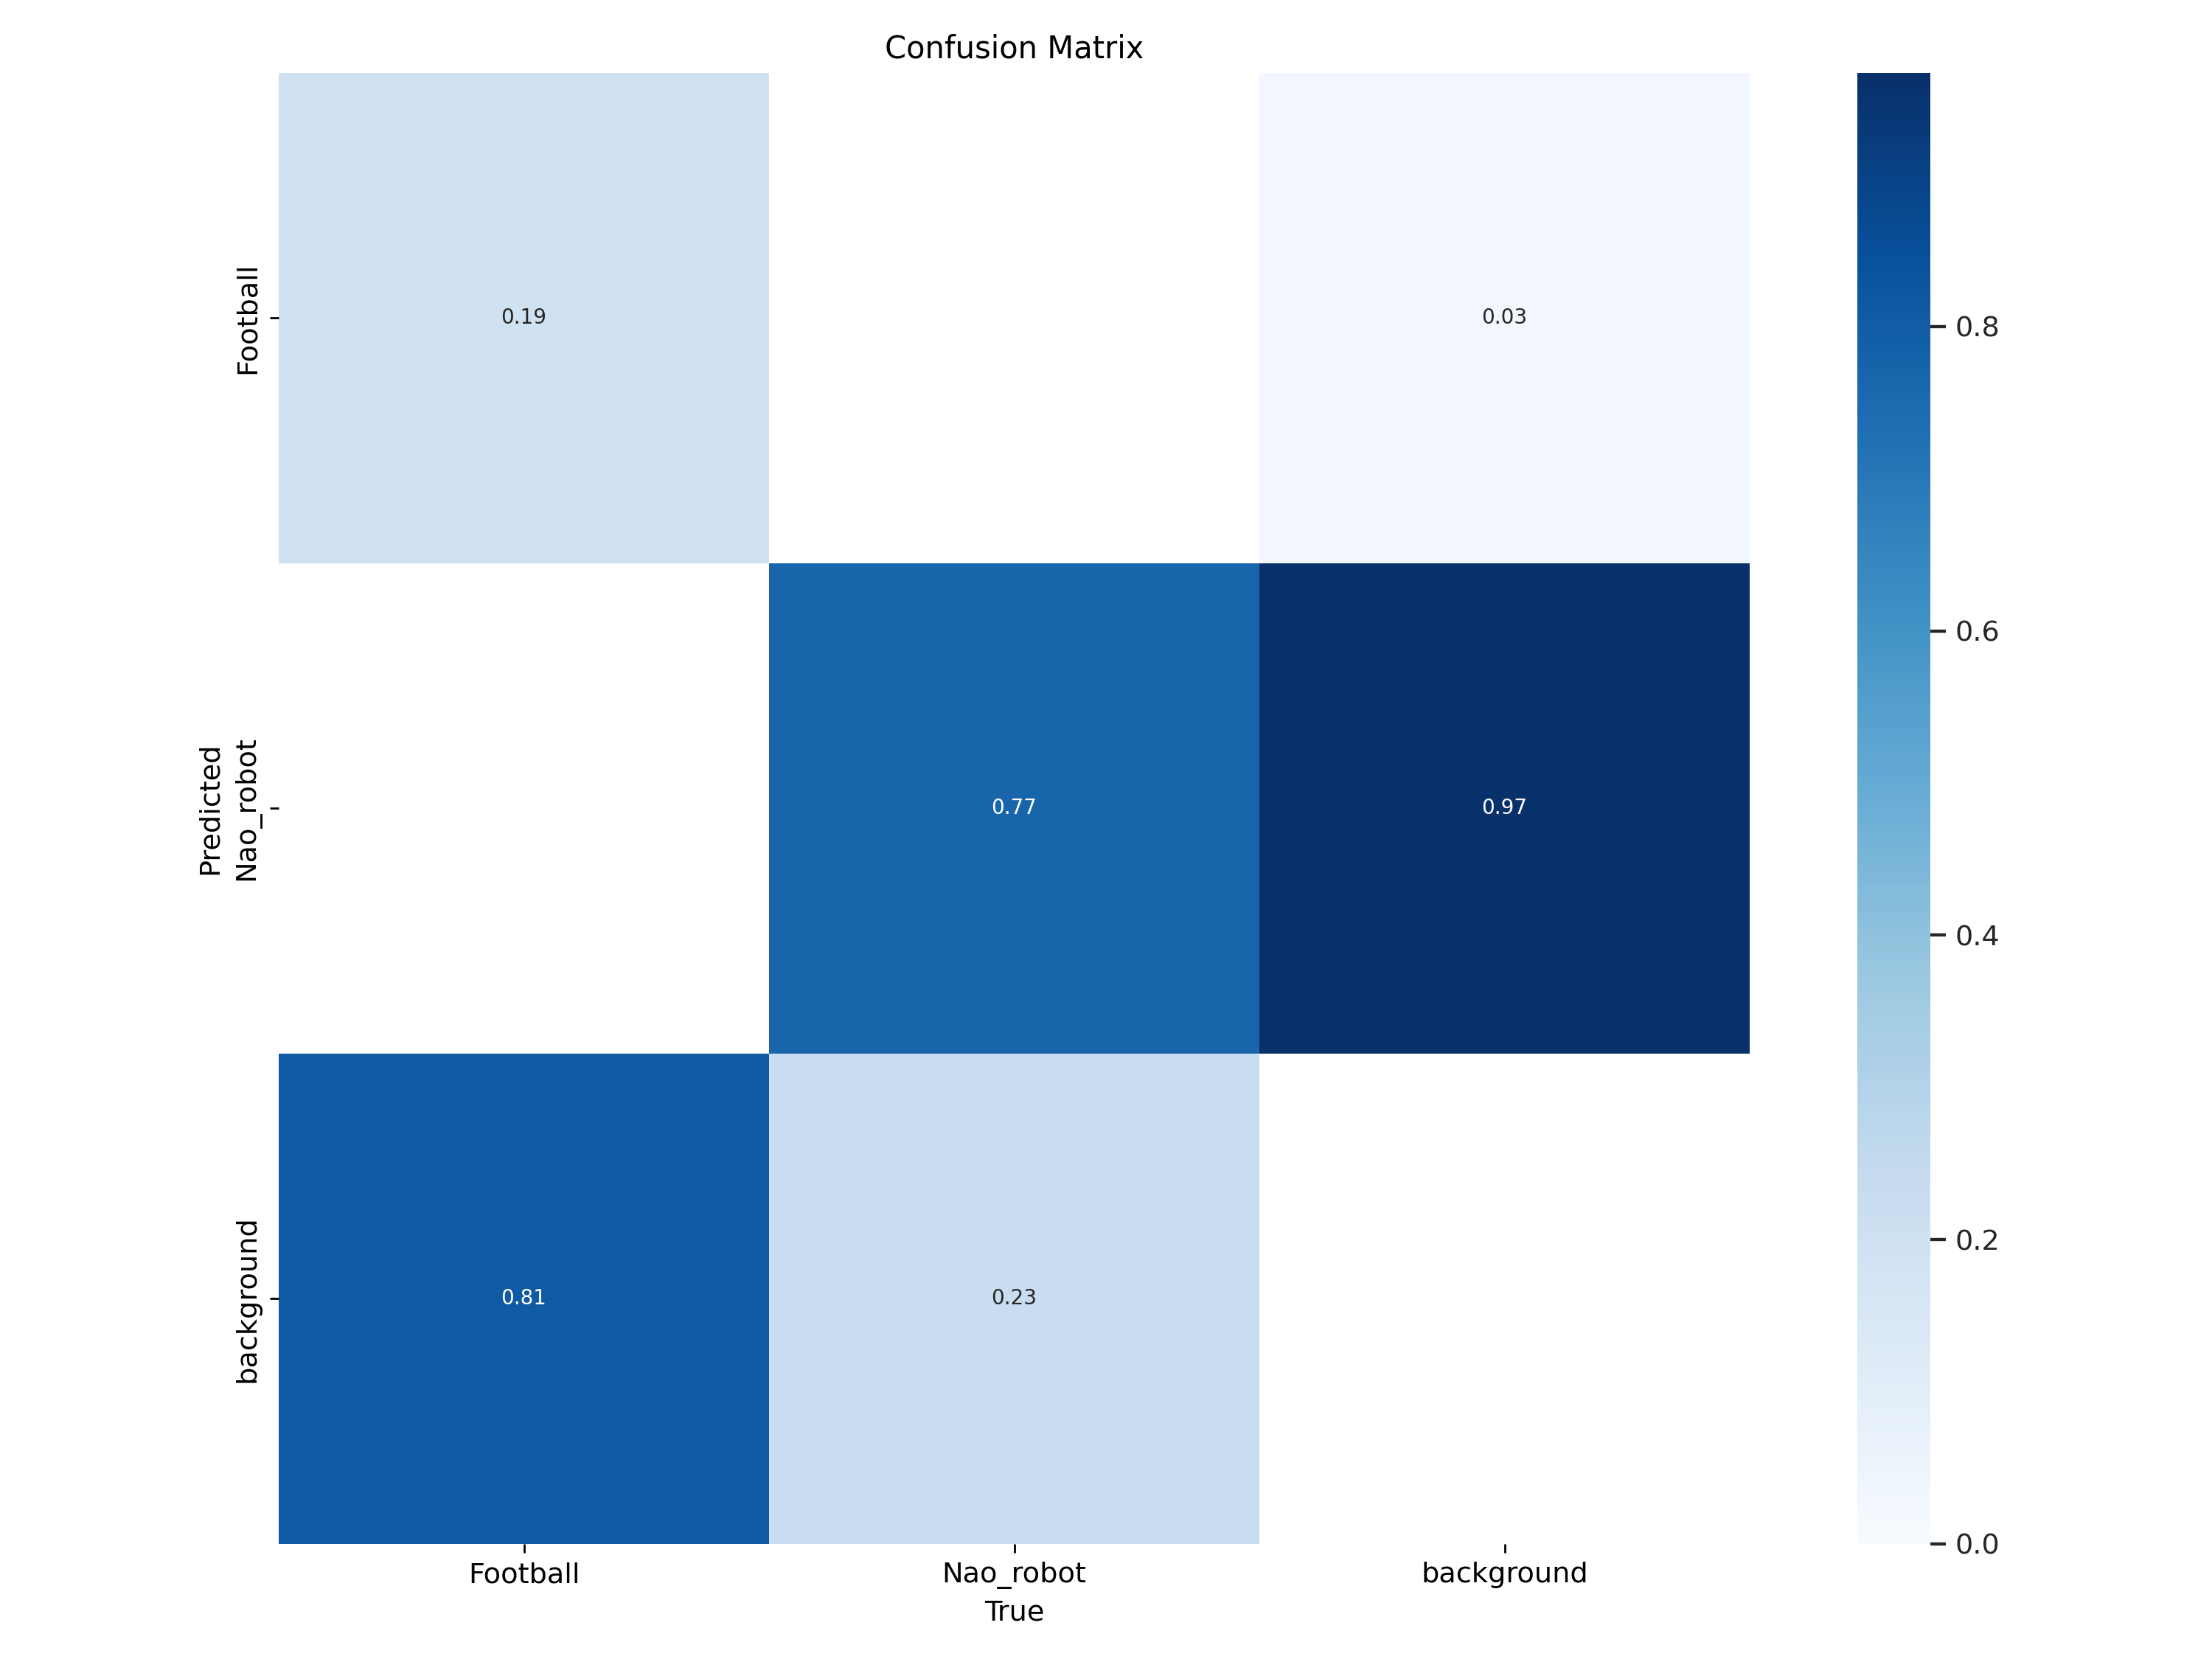 Confusion Matrix
Football
0.19
0.03
0.8
0.6
Predicted
Nao_robot
0.77
0.97
0.4
background
0.81
0.23
0.2
0.0
Football
Nao_robot
background
True